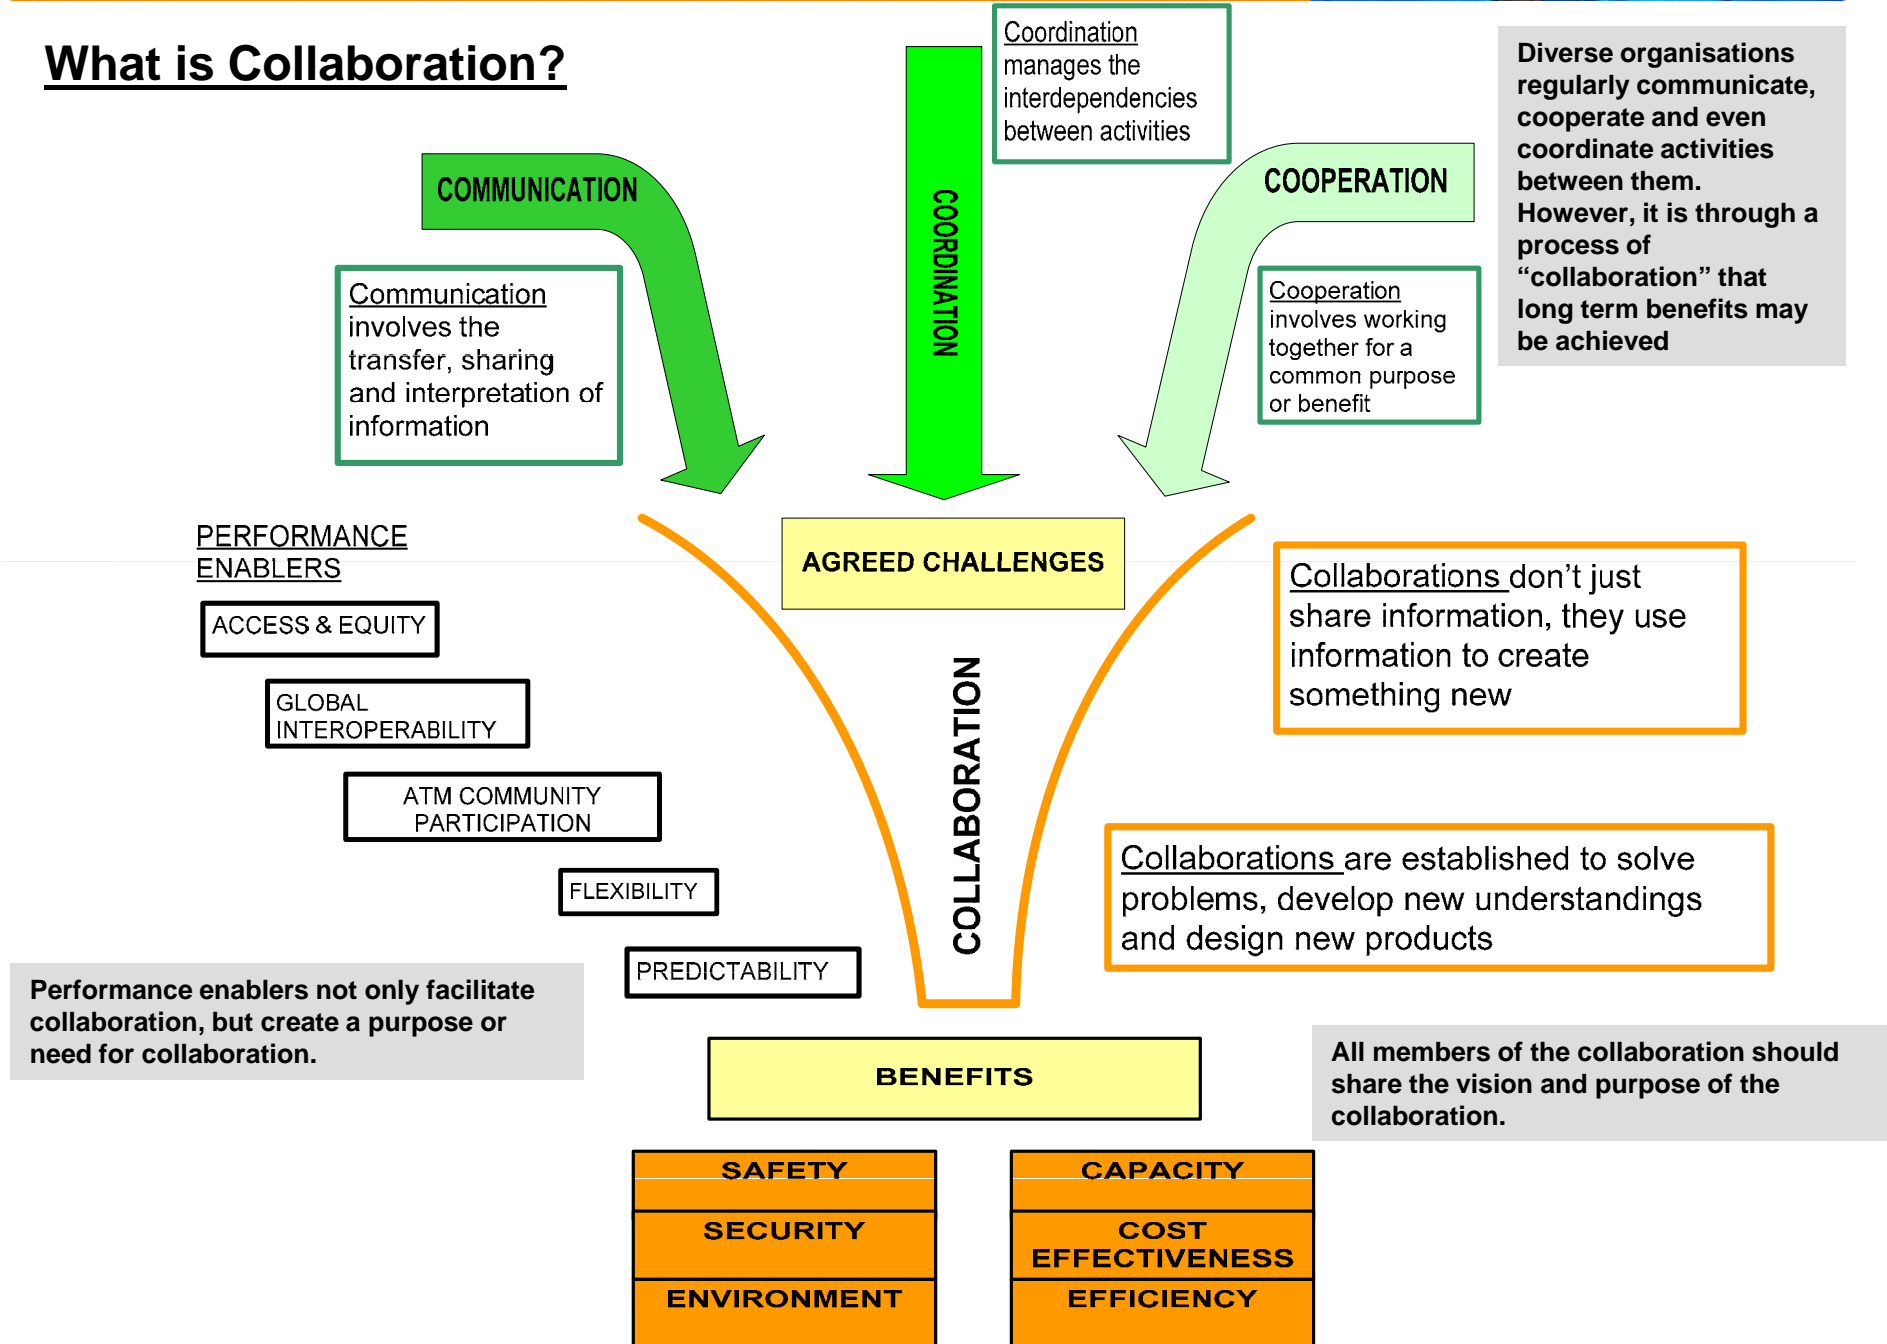 What is Collaboration?
Coordination
manages the
interdependencies
between activities
Diverse organisations
regularly communicate,
cooperate and even
coordinate activities
between them.
However, it is through a
process of
“collaboration” that
long term benefits may
be achieved
COMMUNICATION
COORDINATION
COOPERATION
Communication
involves the
transfer, sharing
and interpretation of
information
Cooperation
involves working
together for a
common purpose
or benefit
PERFORMANCE
ENABLERS
AGREED CHALLENGES
ACCESS & EQUITY
GLOBAL
INTEROPERABILITY
ATM COMMUNITY
PARTICIPATION
FLEXIBILITY
PREDICTABILITY
COLLABORATION
Collaborations don’t just
share information, they use
information to create
something new
Collaborations are established to solve
problems, develop new understandings
and design new products
Performance enablers not only facilitate
collaboration, but create a purpose or
need for collaboration.
BENEFITS
All members of the collaboration should
share the vision and purpose of the
collaboration.
SAFETY
SECURITY
ENVIRONMENT
CAPACITY
COST
EFFECTIVENESS
EFFICIENCY